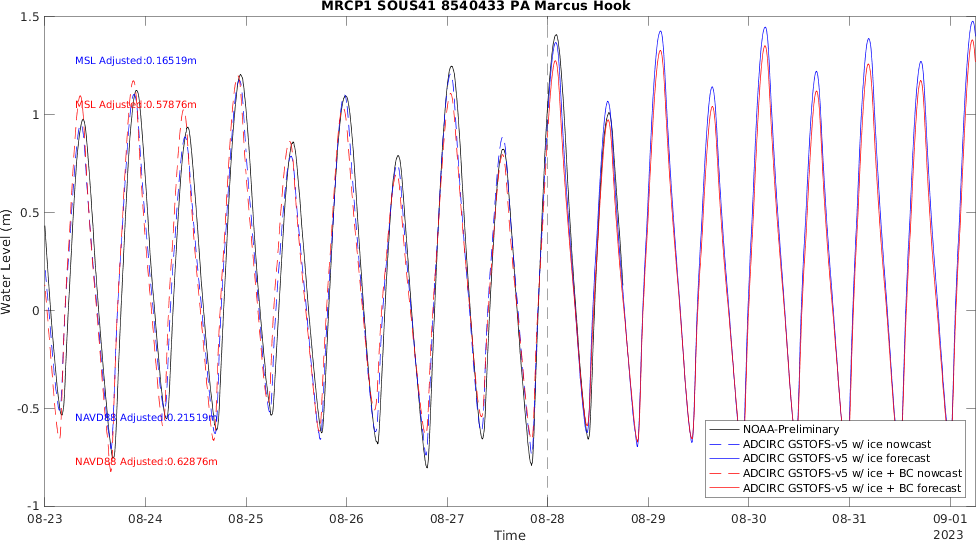 MRCP1 SOUS41 8540433 PA Marcus Hook
1.5
1
0.5
0
-0.5
-1
Water Level (m)
MSL Adjusted:0.16519m
MSL Adjusted:0.57876m
NAVD88 Adjusted:0.21519m
NAVD88 Adjusted:0.62876m
NOAA-Preliminary
ADCIRC GSTOFS-v5 w/ ice nowcast
ADCIRC GSTOFS-v5 w/ ice forecast
ADCIRC GSTOFS-v5 w/ ice + BC nowcast
ADCIRC GSTOFS-v5 w/ ice + BC forecast
08-23 08-24 08-25 08-26 08-27 08-28 08-29 08-30 08-31 09-01
2023
Time